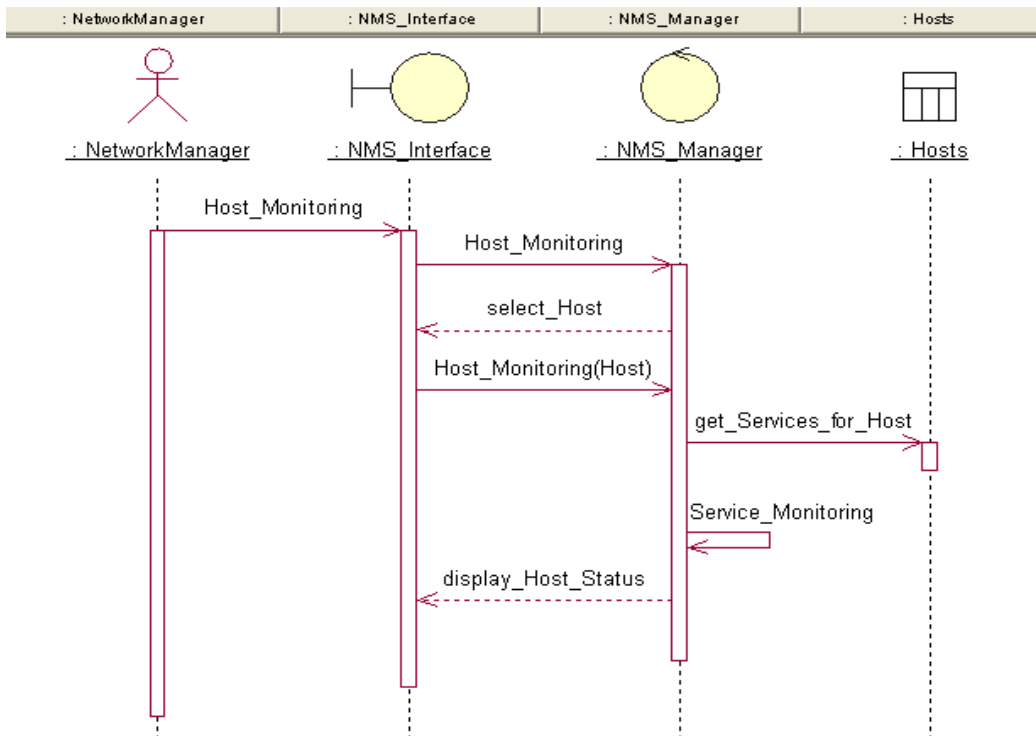 : NetworkManager
: NMS_Interface
: NMS_Manager
: Hosts
: NetworkManager
: NMS_Interface
: NMS_Manager
: Hosts
Host_Monitoring
Host_Monitoring
select_Host
Host_Monitoring(Host)
get_Services_for_Host
Service_Monitoring
display_Host_Status